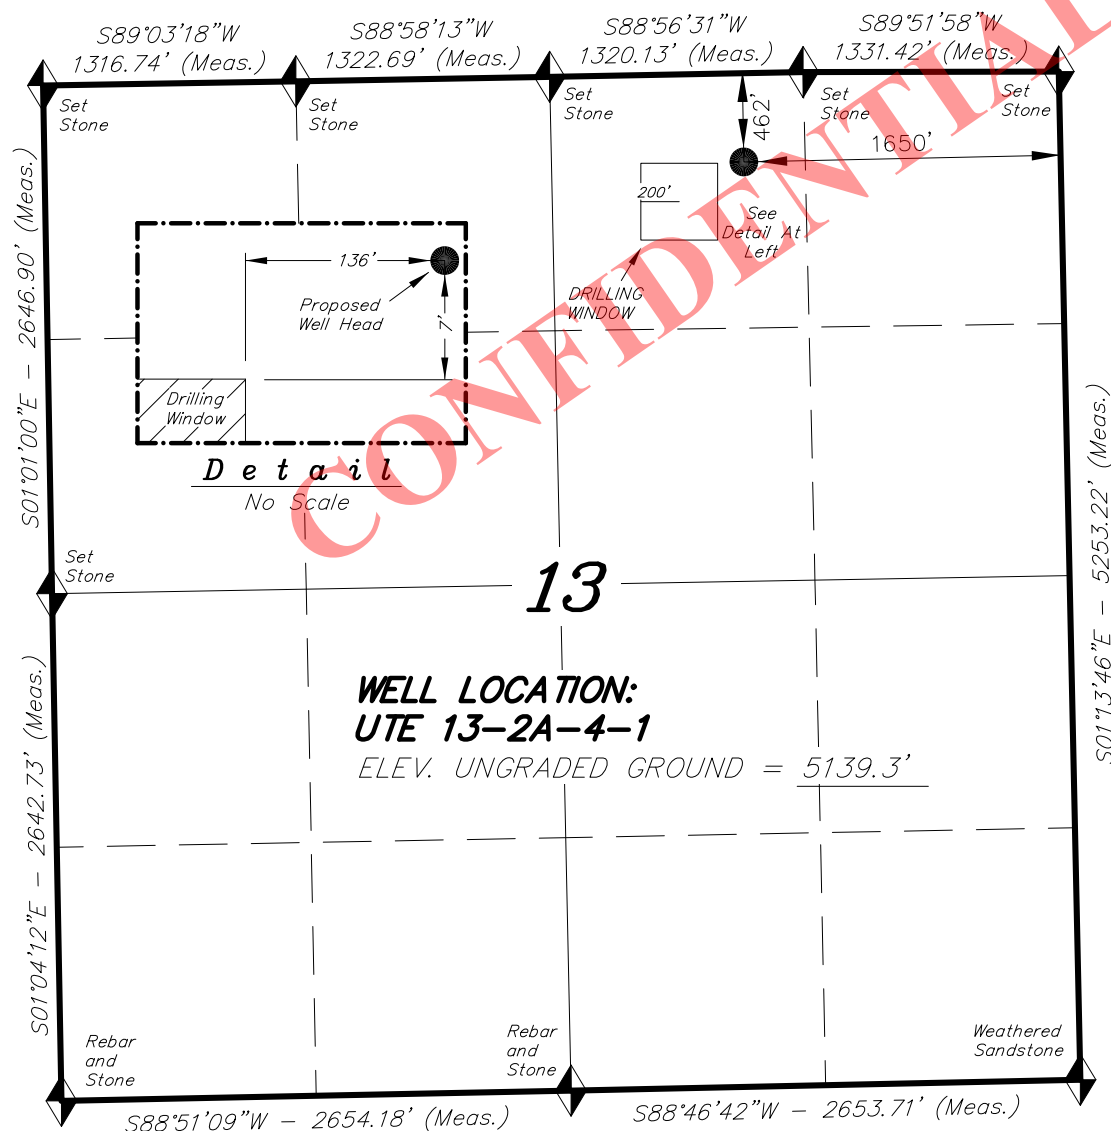 S89°03'18"W
1316.74' (Meas.)
S88°58'13"W
1322.69' (Meas.)
S88°56'31"W
1320.13' (Meas.)
S89°51'58"W
1331.42' (Meas.)
Set
Stone
Set
Stone
Set
Stone
Set
Stone
Set
Stone
462'
1650'
200'
See
Detail At
Left
DRILLING
WINDOW
S01°01'00"E - 2646.90' (Meas.)
136'
Proposed
Well Head
7'
Drilling
Window
Detail
No Scale
CONFIDENTIAL
Set
Stone
13
S01°13'46"E - 5253.22' (Meas.)
WELL LOCATION:
UTE 13-2A-4-1
ELEV. UNGRADED GROUND = 5139.3'
S01°04'12"E - 2642.73' (Meas.)
Rebar
and
Stone
Rebar
and
Stone
Weathered
Sandstone
S88°51'09"W - 2654.18' (Meas.)
S88°46'42"W - 2653.71' (Meas.)